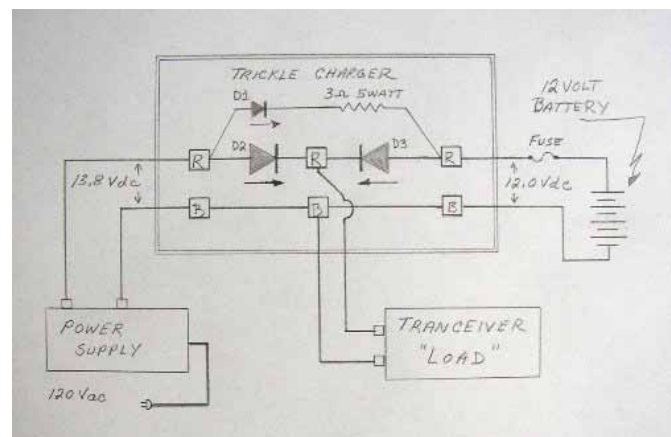 TRICKLE CHARGER
D1
3Ω 5WATT
12 VOLT
BATTERY
D2
D3
FUSE
R
R
R
13.8 Vdc
12.0 Vdc
B
B
B
POWER
SUPPLY
TRANCEIVER
"LOAD"
120 Vac